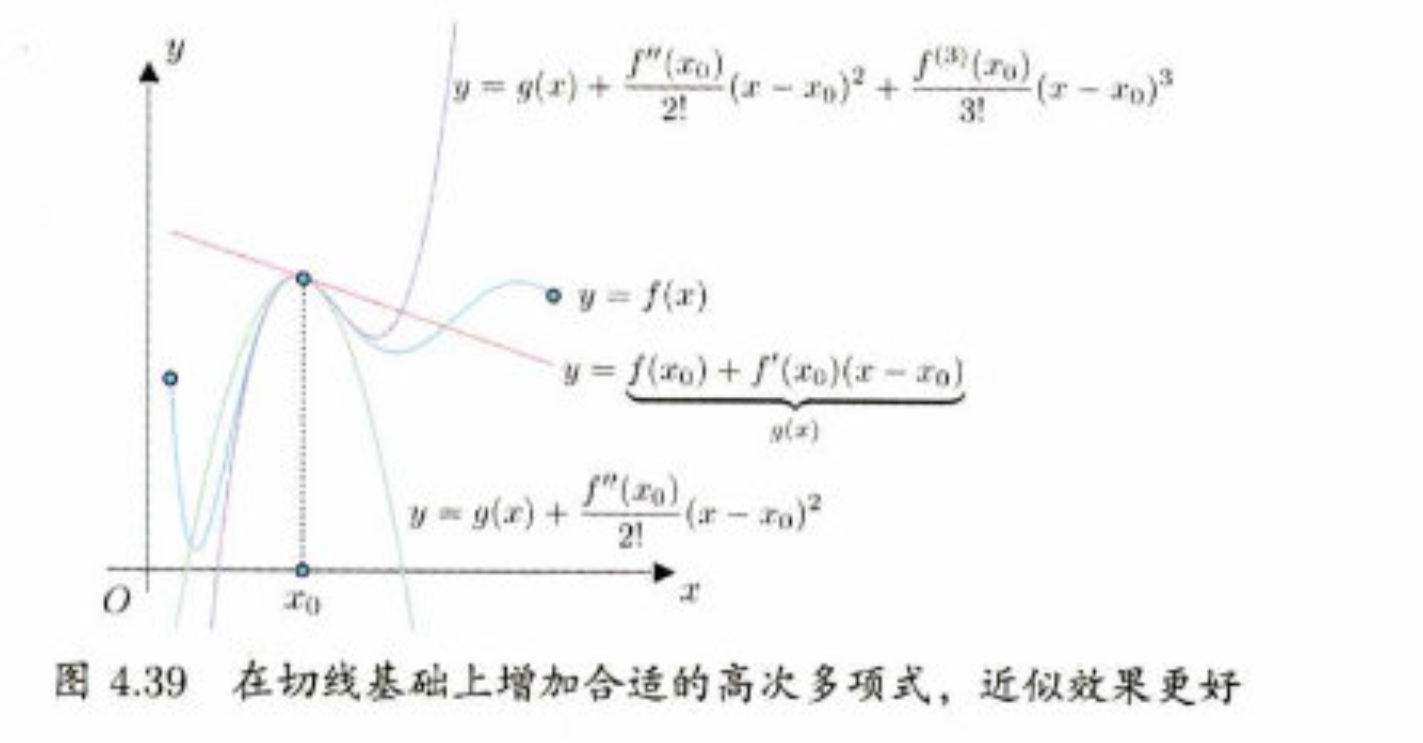 y
y = g(x) + \frac{f''(x_0)}{2!}(x - x_0)^2 + \frac{f^{(3)}(x_0)}{3!}(x - x_0)^3
y = f(x)
y = \underbrace{f(x_0) + f'(x_0)(x - x_0)}_{g(x)}
y = g(x) + \frac{f''(x_0)}{2!}(x - x_0)^2
O
x_0
x
图 4.39 在切线基础上增加合适的高次多项式，近似效果更好